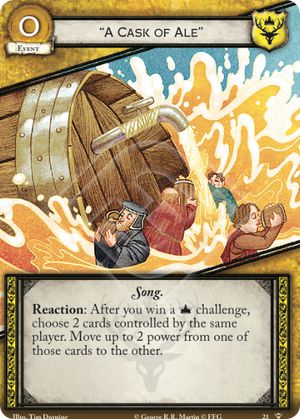 0
"A Cask of Ale"
Event
Song.
Reaction: After you win a challenge,
choose 2 cards controlled by the same
player. Move up to 2 power from one of
those cards to the other.
Illus. Tim Durning © George R.R. Martin © FFG 21